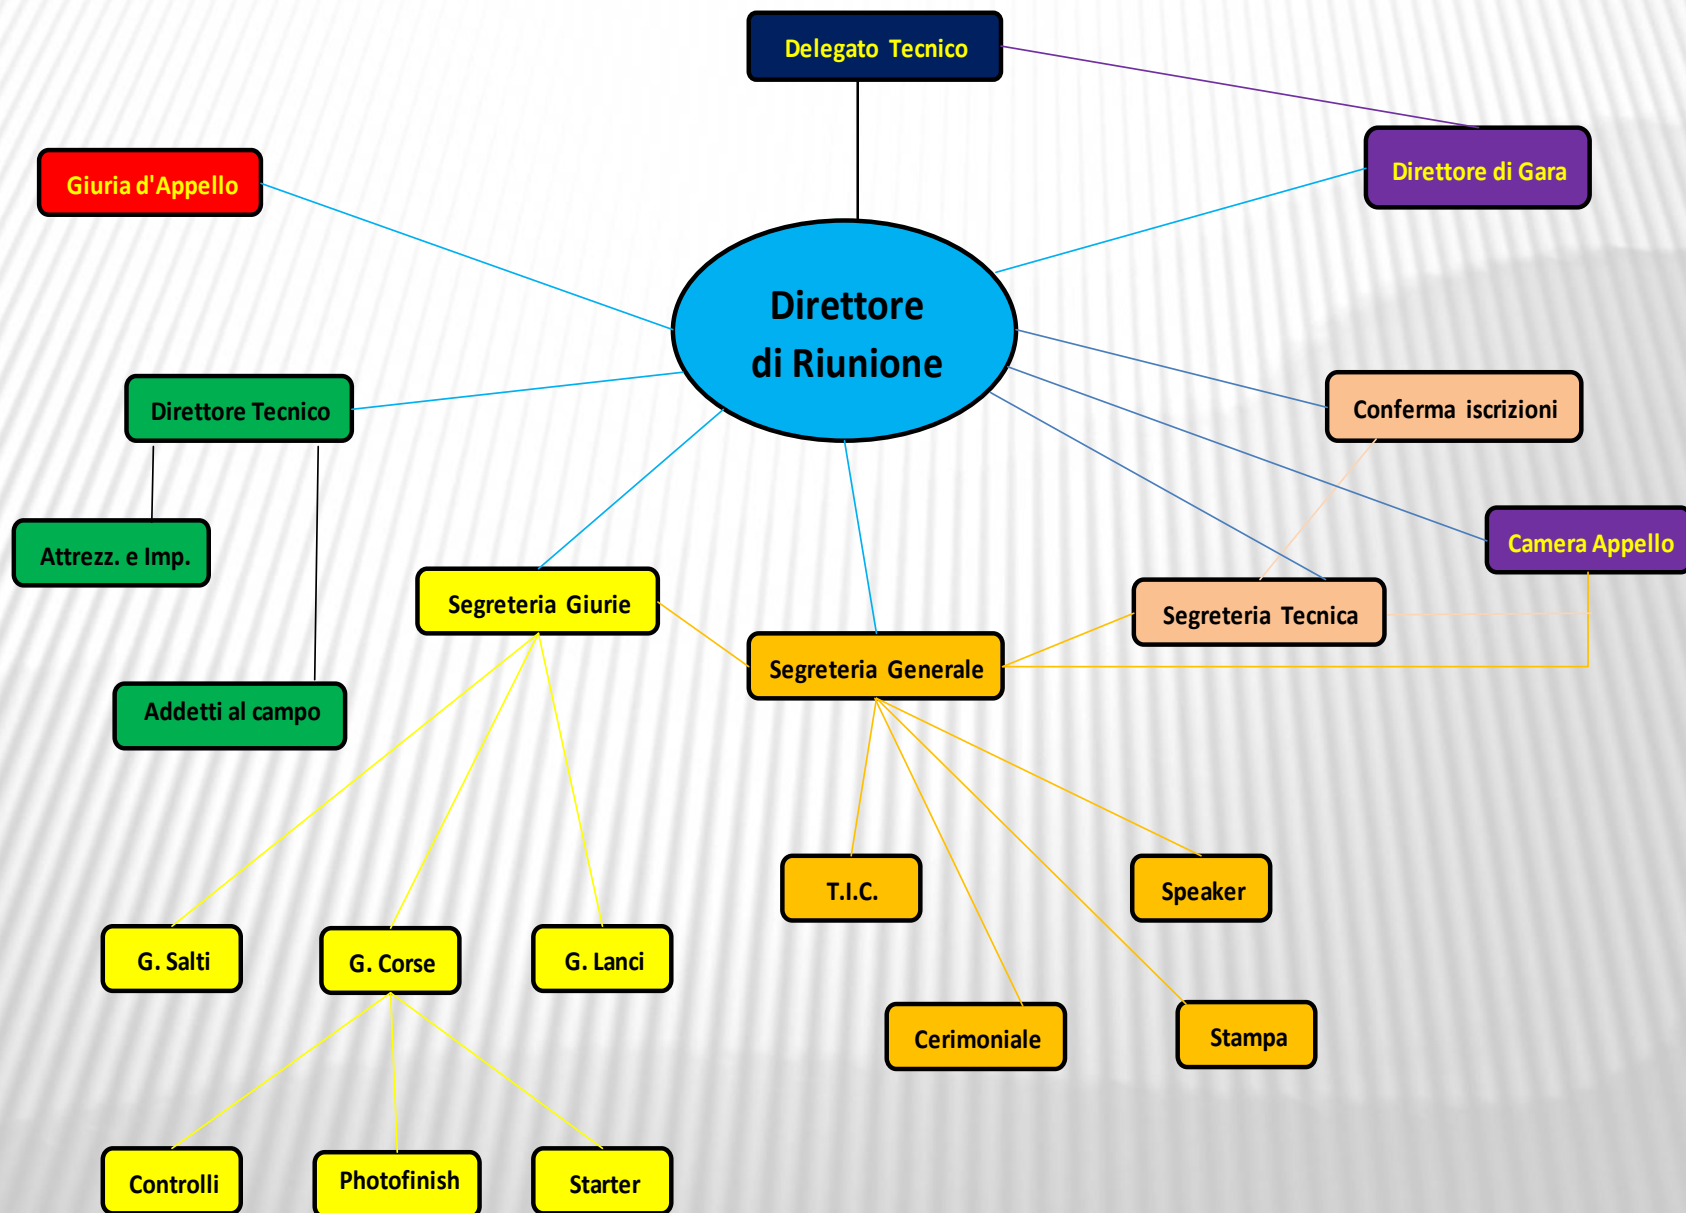 Delegato Tecnico
Giuria d'Appello
Direttore di Gara
Direttore
di Riunione
Direttore Tecnico
Conferma iscrizioni
Attrezz. e Imp.
Camera Appello
Segreteria Giurie
Segreteria Tecnica
Segreteria Generale
Addetti al campo
T.I.C.
Speaker
G. Salti
G. Corse
G. Lanci
Cerimoniale
Stampa
Controlli
Photofinish
Starter